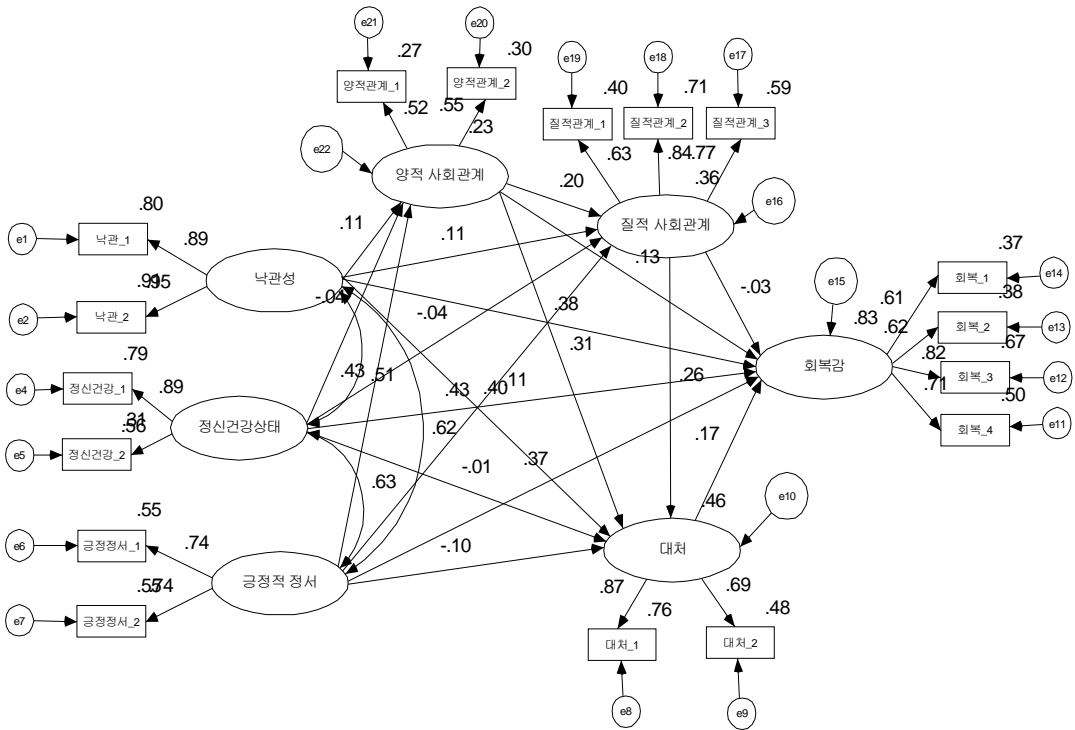 e21
e20
.27
.30
양적관계_1
양적관계_2
e19
e18
e17
.40
.71
.59
.52
.55
.23
질적관계_1
질적관계_2
질적관계_3
e22
양적 사회관계
.63
.84
.77
.20
.36
e16
.80
질적 사회관계
e1
낙관_1
.89
.11
.11
.13
.37
낙관성
e15
회복_1
e14
.91
.95
-.04
-.03
.38
e2
낙관_2
-.04
.38
.83
.61
.62
회복_2
e13
.79
.31
.67
e4
정신건강_1
.89
.43
.51
.43
.40
.11
.26
회복감
.82
.71
회복_3
e12
.50
정신건강상태
.62
.17
회복_4
e11
.31
.56
e5
정신건강_2
.63
-.01
.37
.46
e10
.55
e6
긍정정서_1
.74
-.10
대처
긍정적 정서
.55
.74
.87
.69
e7
긍정정서_2
.76
.48
대처_1
대처_2
e8
e9